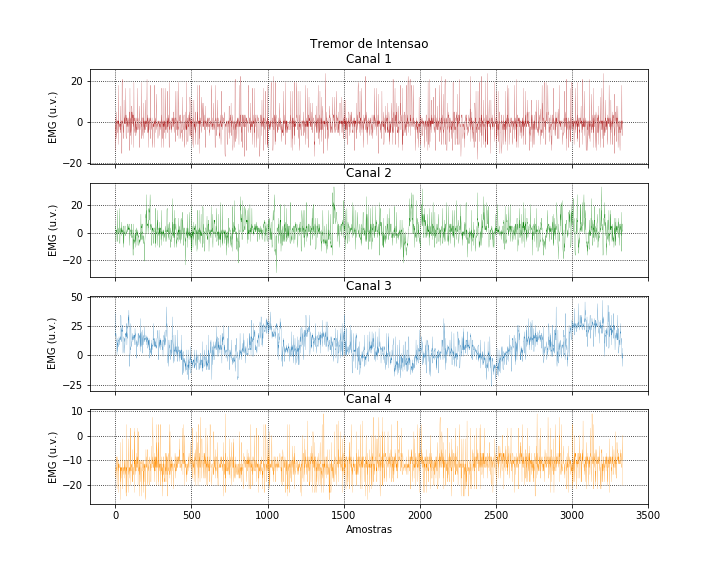 Tremor de Intensao
Canal 1
EMG (u.v.)
20
0
−20
Canal 2
EMG (u.v.)
20
0
−20
Canal 3
EMG (u.v.)
50
25
0
−25
Canal 4
EMG (u.v.)
10
0
−10
−20
0 500 1000 1500 2000 2500 3000 3500
Amostras